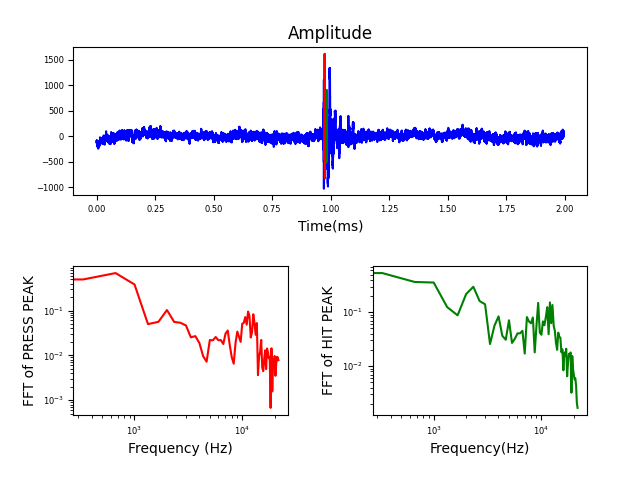 Amplitude
1500
1000
500
0
−500
−1000
0.00 0.25 0.50 0.75 1.00 1.25 1.50 1.75 2.00
Time(ms)
FFT of PRESS PEAK
10⁻¹
10⁻²
10⁻³
10³ 10⁴
Frequency (Hz)
FFT of HIT PEAK
10⁻¹
10⁻²
10³ 10⁴
Frequency(Hz)